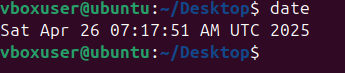 vboxuser@ubuntu:~/Desktop$ date
Sat Apr 26 07:17:51 AM UTC 2025
vboxuser@ubuntu:~/Desktop$